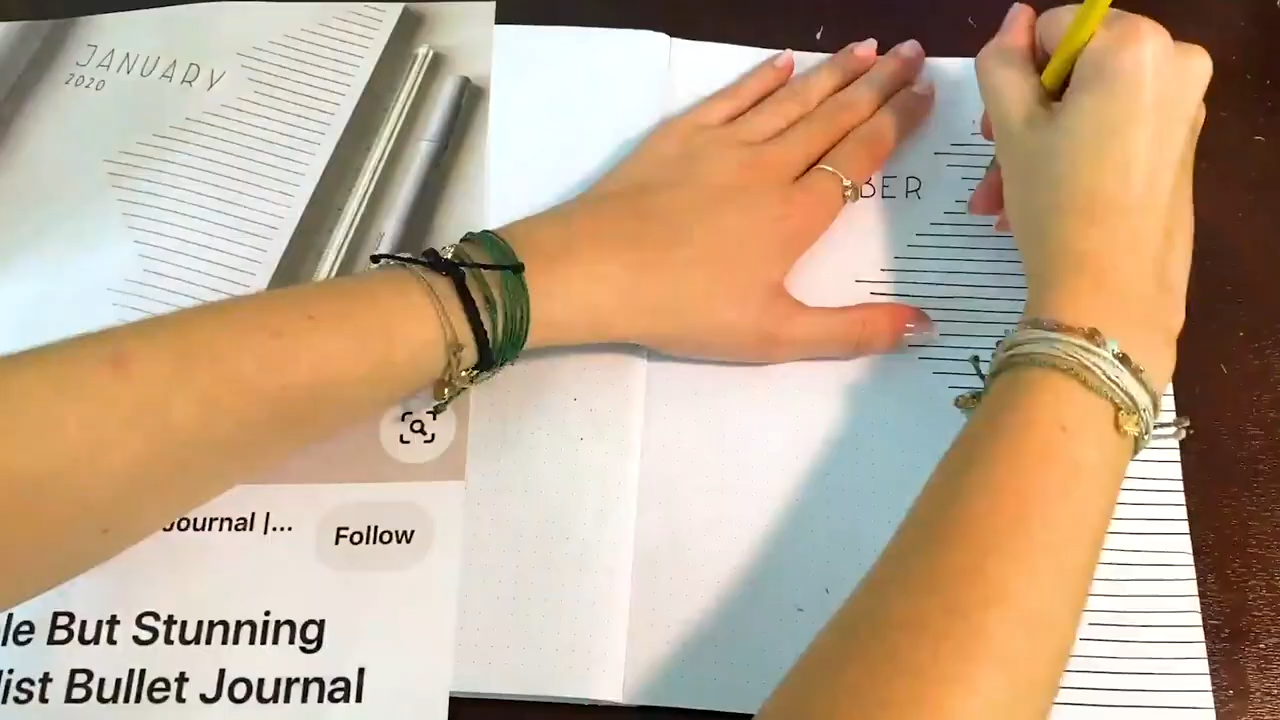 JANUARY
2020
BER
Journal |...
Follow
le But Stunning
list Bullet Journal